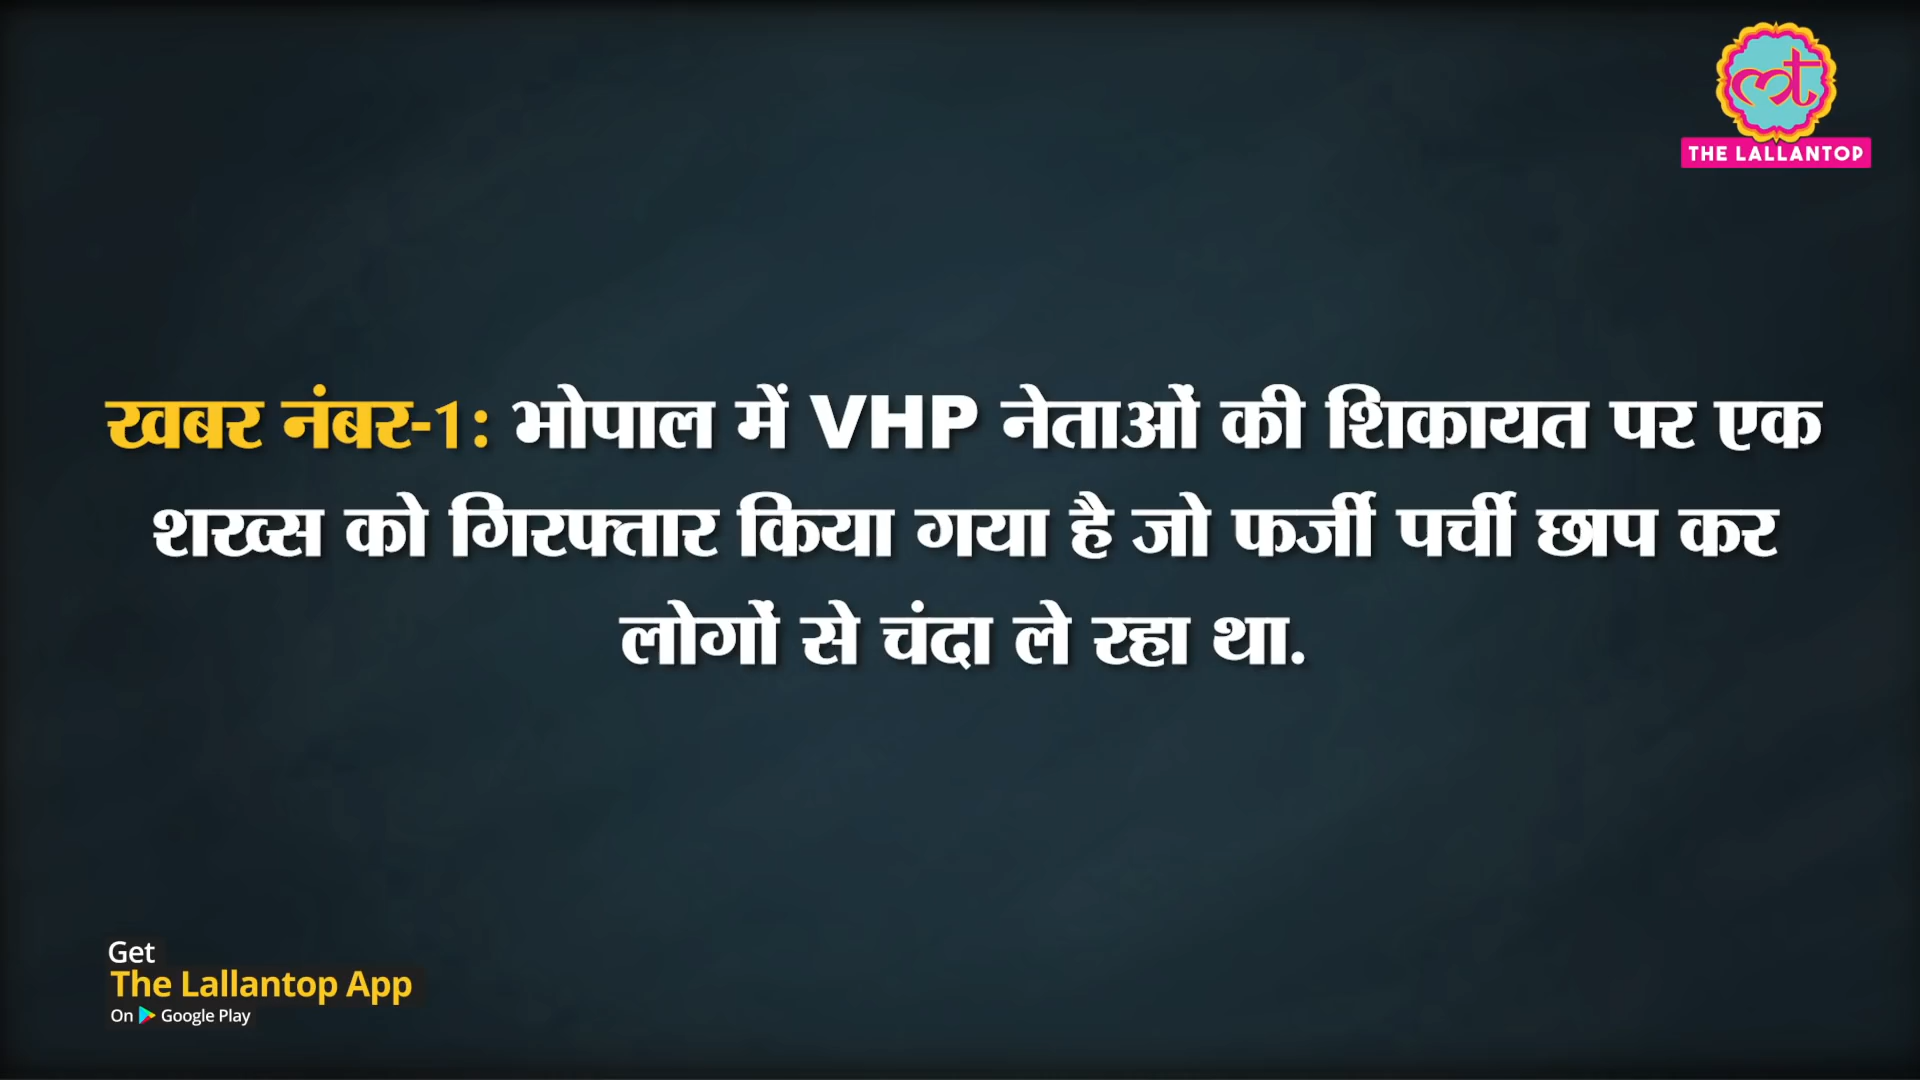 THE LALLANTOP
खबर नंबर-1: भोपाल में VHP नेताओं की शिकायत पर एक
शख्स को गिरफ्तार किया गया है जो फर्जी पर्ची छाप कर
लोगों से चंदा ले रहा था.
Get
The Lallantop App
On Google Play